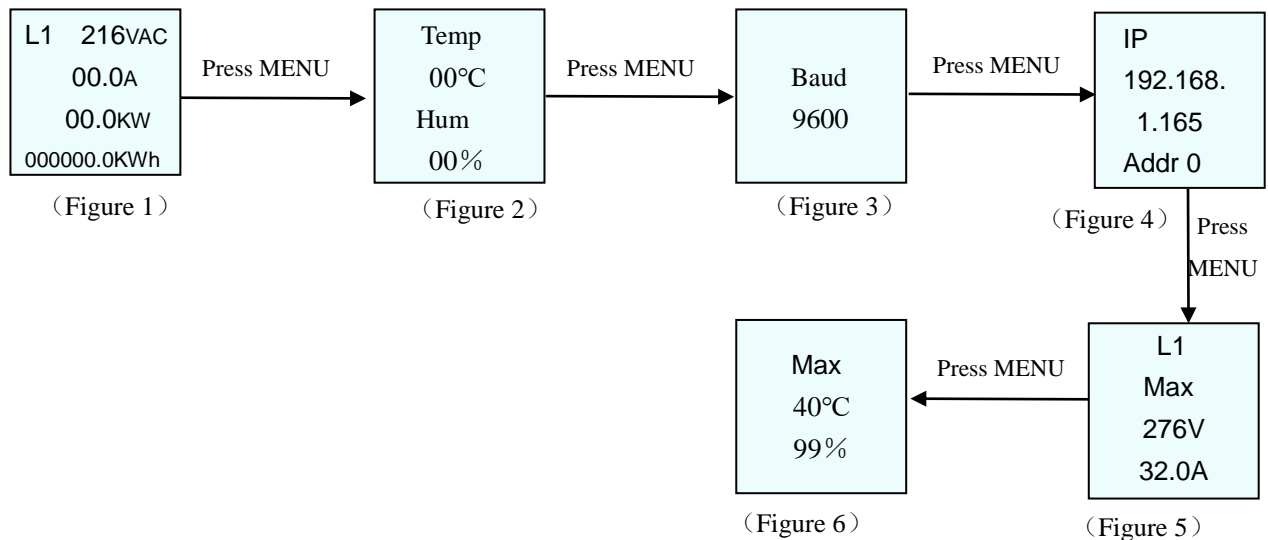 L1 216VAC
00.0A
00.0KW
000000.0KWh
（Figure 1）
Press MENU
Temp
00℃
Hum
00％
（Figure 2）
Press MENU
Baud
9600
（Figure 3）
Press MENU
IP
192.168.
1.165
Addr 0
（Figure 4）
Press
MENU
L1
Max
276V
32.0A
（Figure 5）
Press MENU
Max
40℃
99％
（Figure 6）